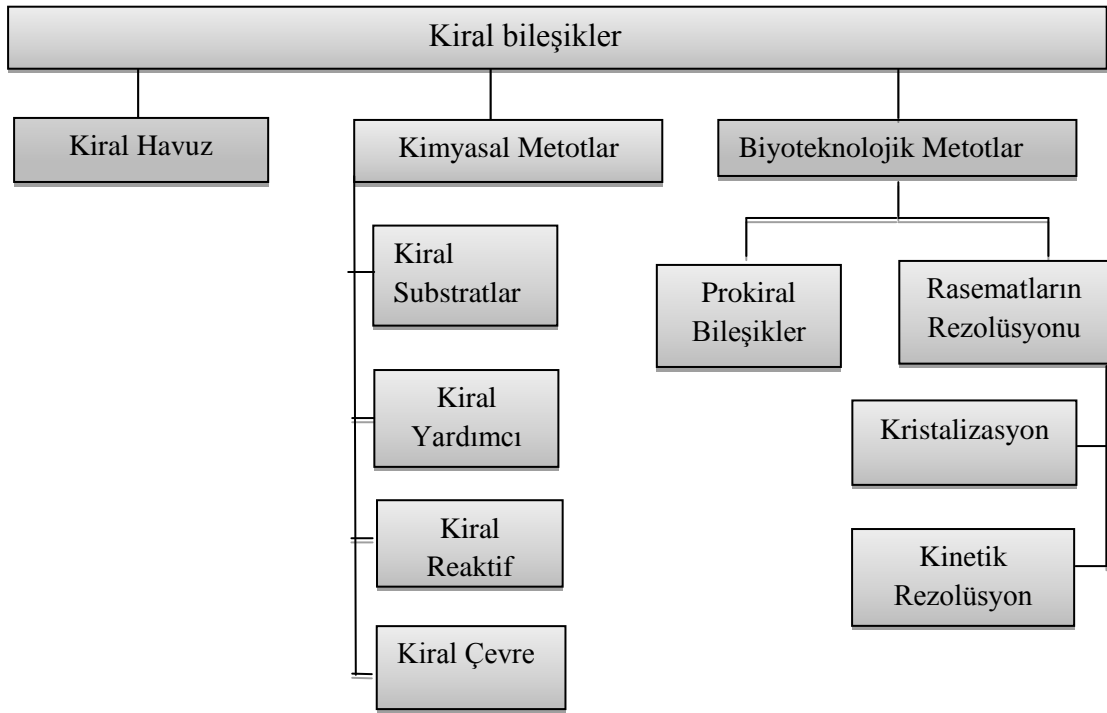 Kiral bileşikler
Kiral Havuz
Kimyasal Metotlar
Biyoteknolojik Metotlar
Kiral
Substratlar
Kiral
Yardımcı
Kiral
Reaktif
Kiral Çevre
Prokiral
Bileşikler
Rasematların
Rezolüsyonu
Kristalizasyon
Kinetik
Rezolüsyon